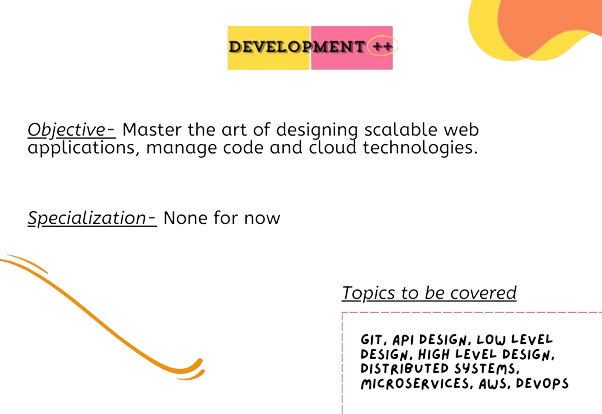 DEVELOPMENT ++
Objective- Master the art of designing scalable web
applications, manage code and cloud technologies.
Specialization- None for now
Topics to be covered
GIT, API DESIGN, LOW LEVEL
DESIGN, HIGH LEVEL DESIGN,
DISTRIBUTED SYSTEMS,
MICROSERVICES, AWS, DEVOPS